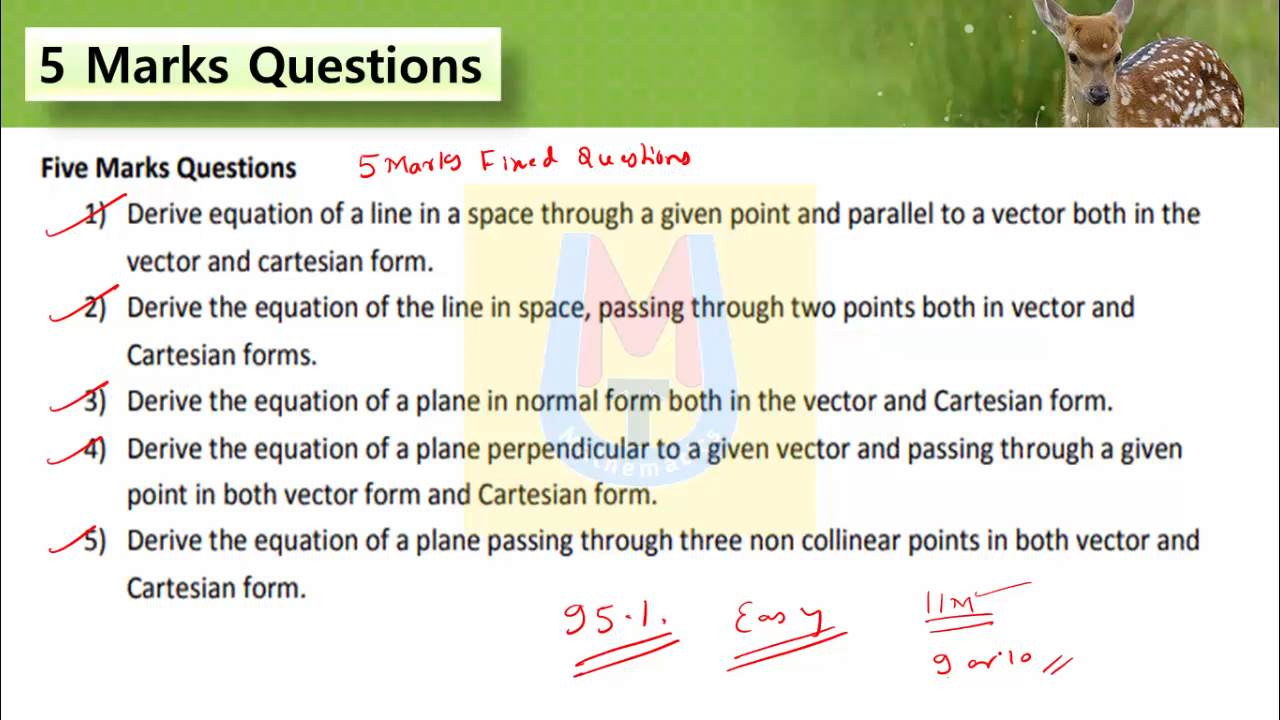 5 Marks Questions
Five Marks Questions 5 Marks Fixed Questions
1) Derive equation of a line in a space through a given point and parallel to a vector both in the
vector and cartesian form.
2) Derive the equation of the line in space, passing through two points both in vector and
Cartesian forms.
3) Derive the equation of a plane in normal form both in the vector and Cartesian form.
4) Derive the equation of a plane perpendicular to a given vector and passing through a given
point in both vector form and Cartesian form.
5) Derive the equation of a plane passing through three non collinear points in both vector and
Cartesian form.
95%. Easy 11M
9 or 10
MT
Mathematics